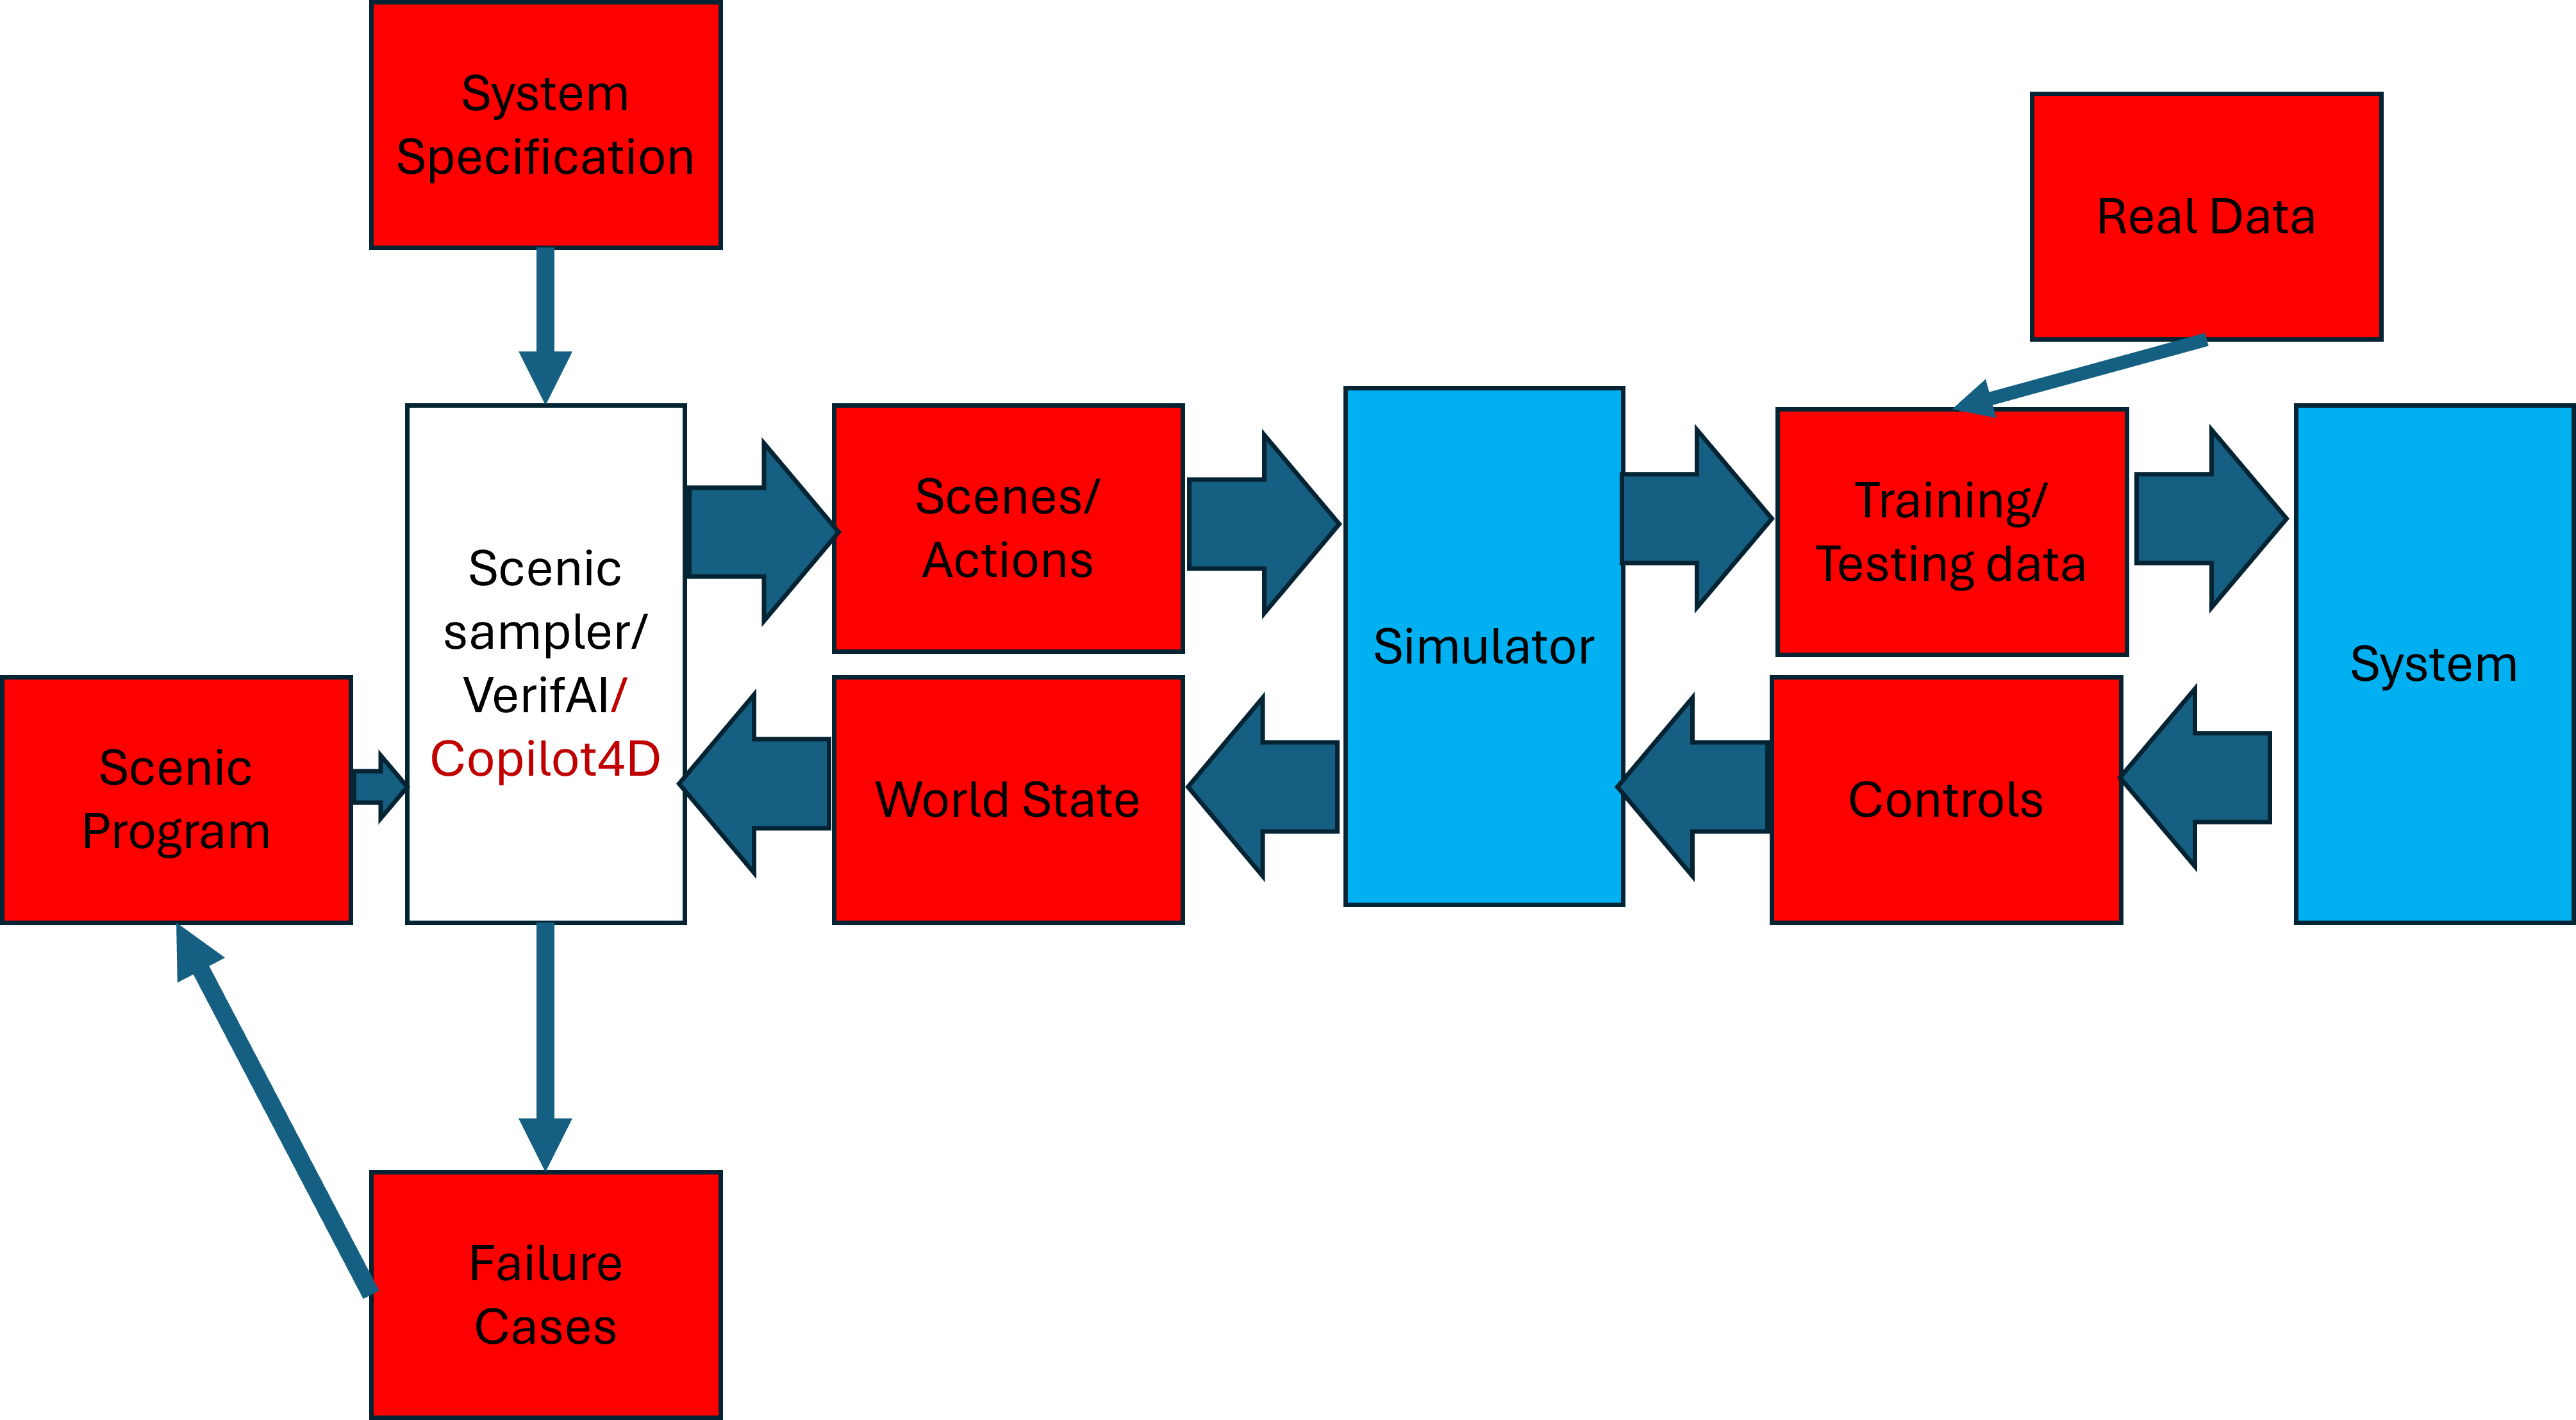 System
Specification
Real Data
Scenic
sampler/
VerifAI/
Copilot4D
Scenes/
Actions
Simulator
Training/
Testing data
System
Scenic
Program
World State
Controls
Failure
Cases